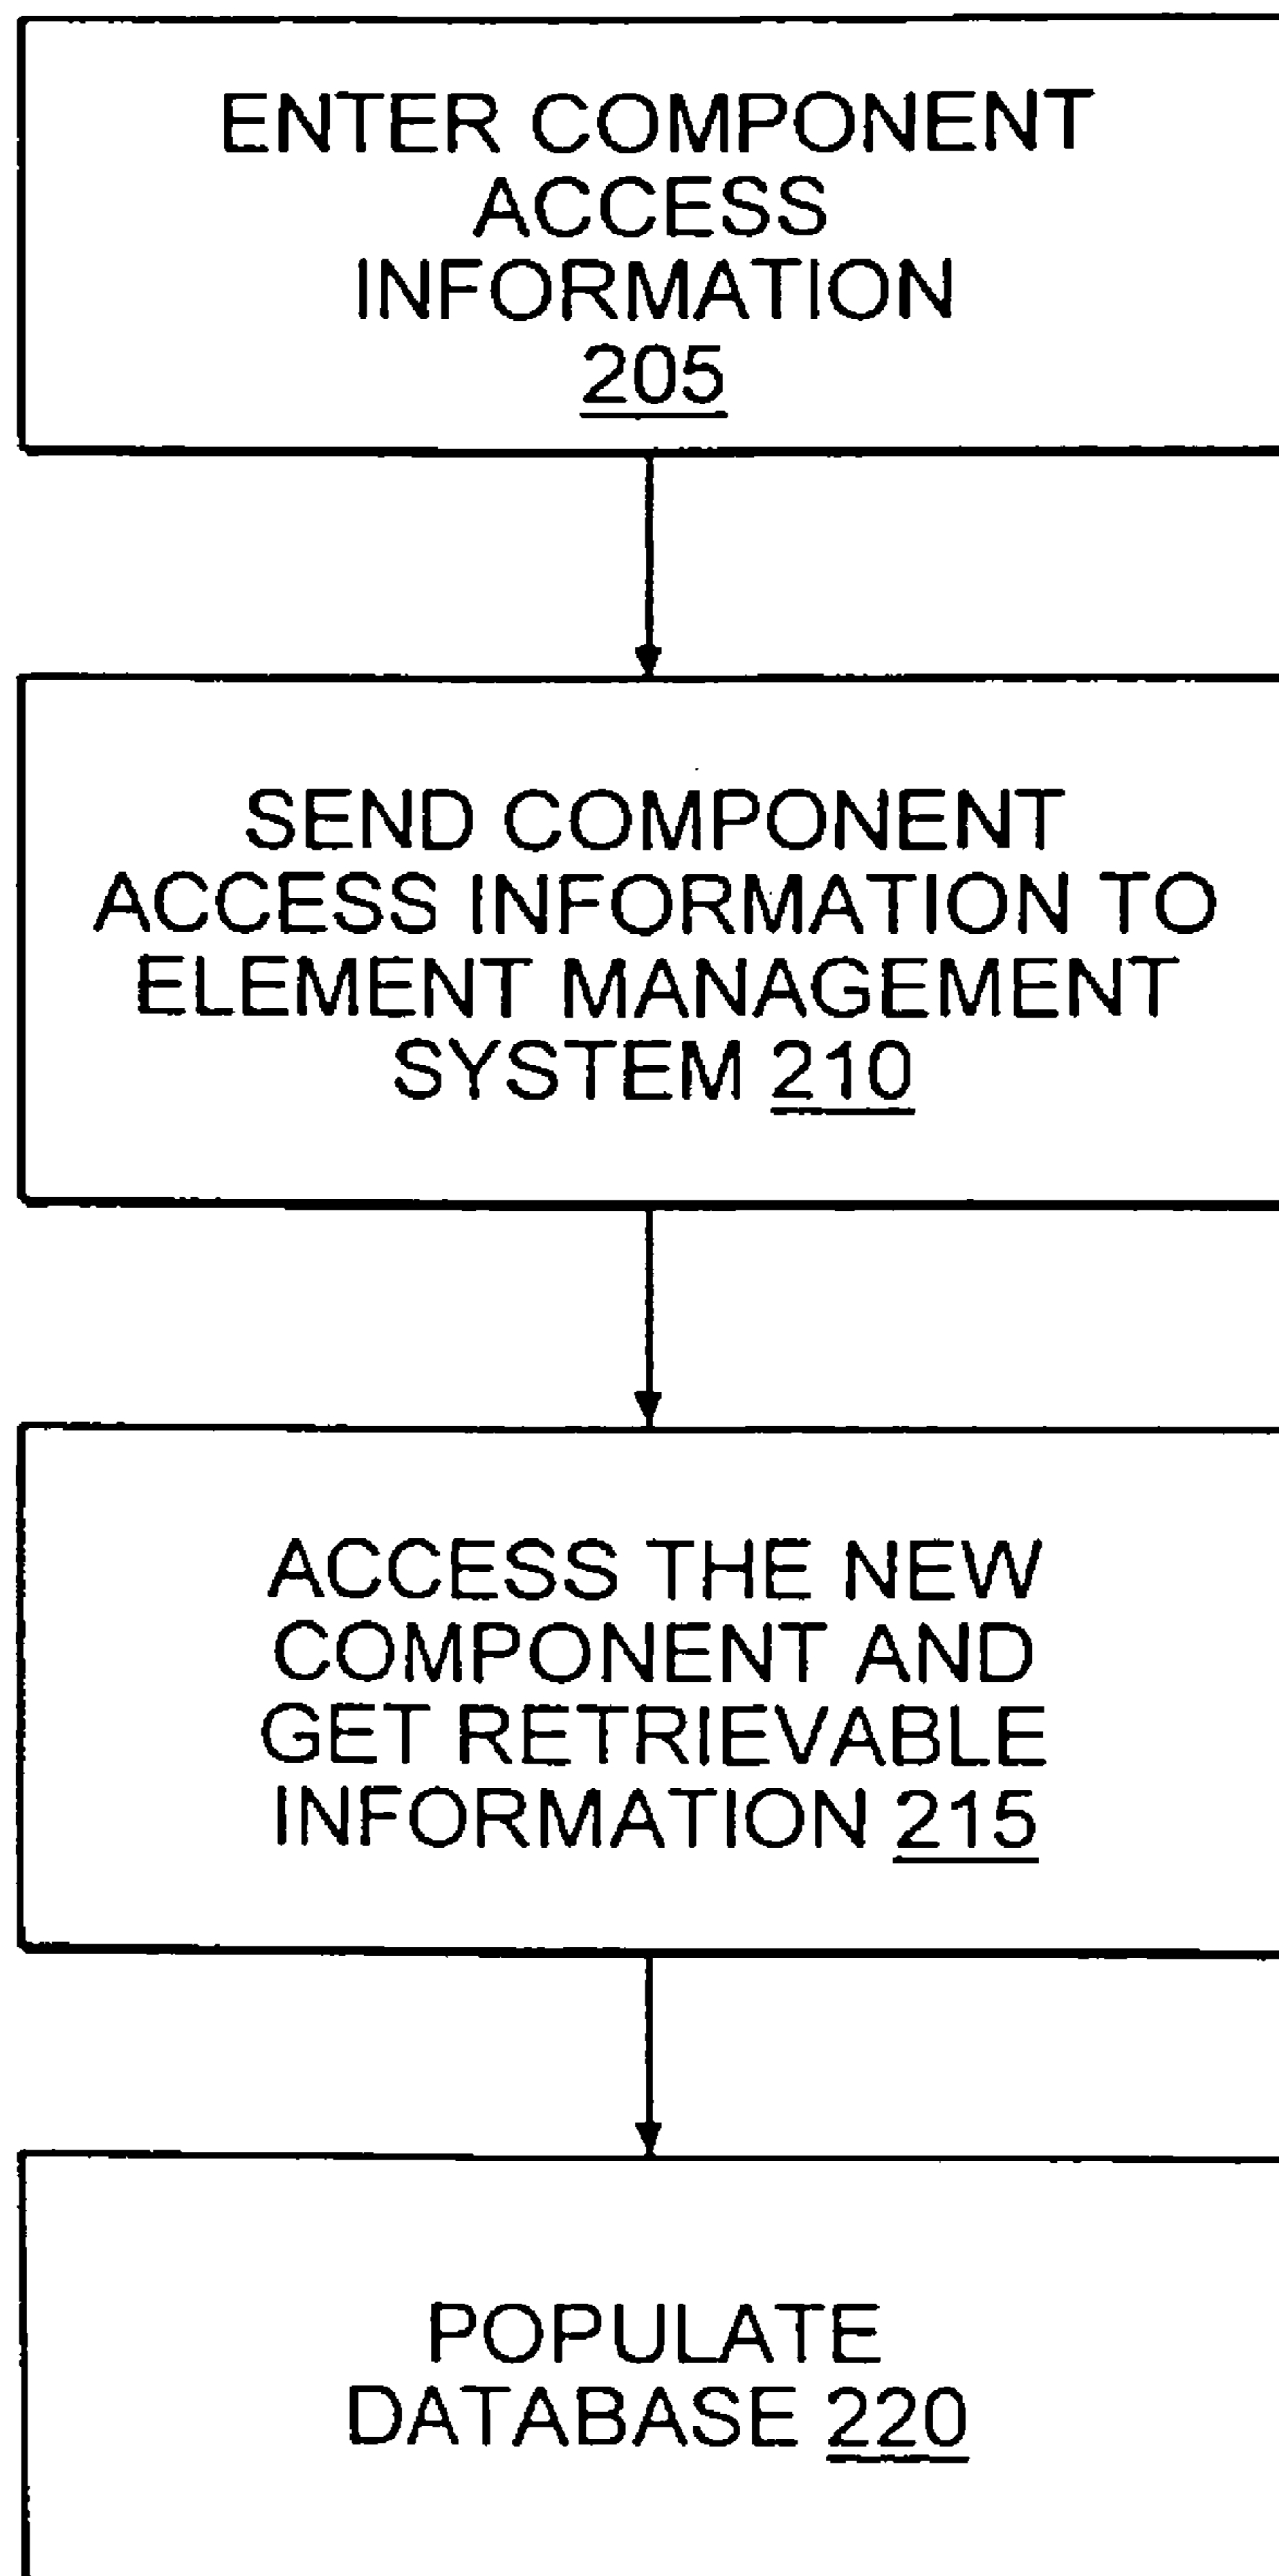 ENTER COMPONENT
ACCESS
INFORMATION
205
SEND COMPONENT
ACCESS INFORMATION TO
ELEMENT MANAGEMENT
SYSTEM 210
ACCESS THE NEW
COMPONENT AND
GET RETRIEVABLE
INFORMATION 215
POPULATE
DATABASE 220